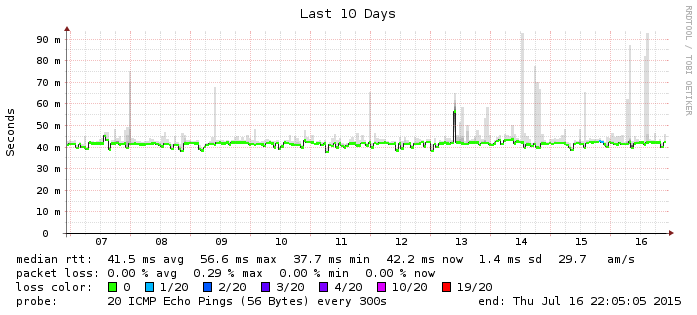 Last 10 Days
RRDTOOL / TOBI OETIKER
Seconds
90 m
80 m
70 m
60 m
50 m
40 m
30 m
20 m
10 m
0
07 08 09 10 11 12 13 14 15 16
median rtt: 41.5 ms avg 56.6 ms max 37.7 ms min 42.2 ms now 1.4 ms sd 29.7 am/s
packet loss: 0.00 % avg 0.29 % max 0.00 % min 0.00 % now
loss color: 0 1/20 2/20 3/20 4/20 10/20 19/20
probe: 20 ICMP Echo Pings (56 Bytes) every 300s end: Thu Jul 16 22:05:05 2015